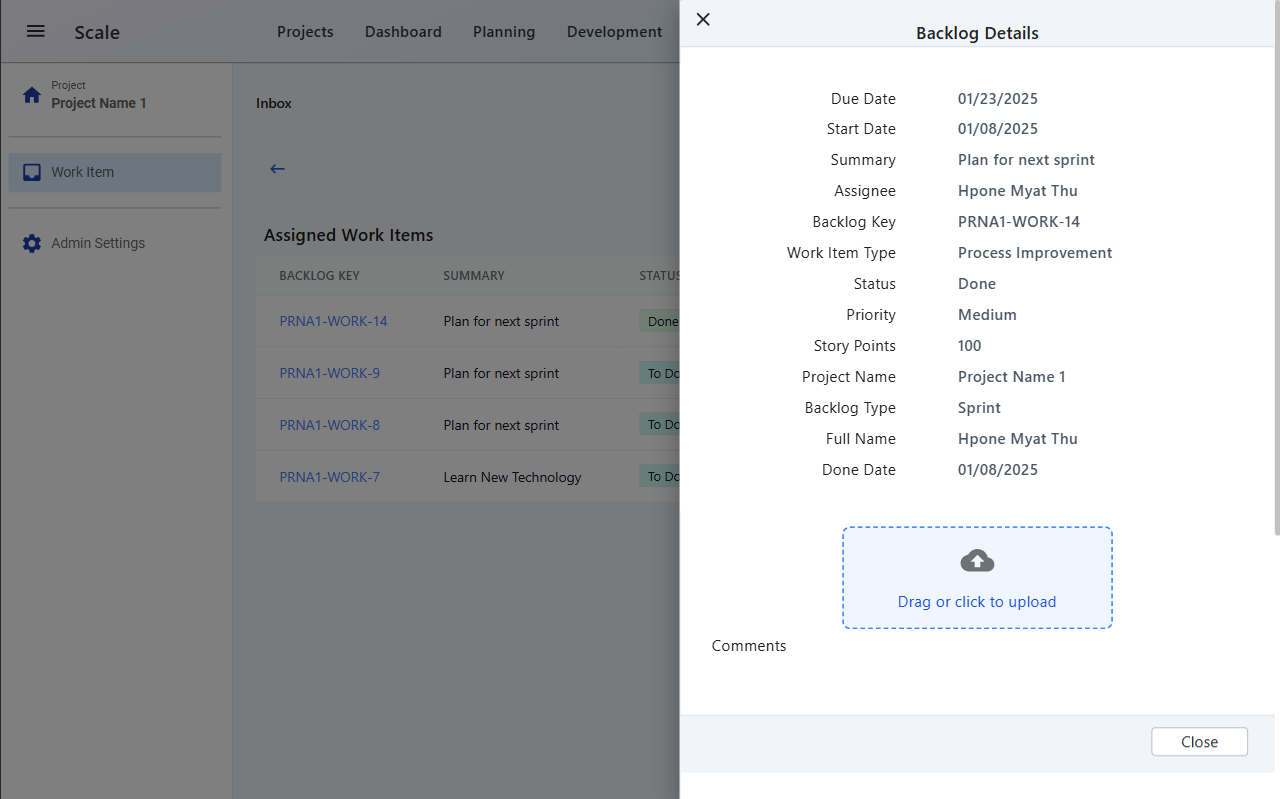 Scale
Projects Dashboard Planning Development
Project
Project Name 1
Work Item
Admin Settings
Inbox
Assigned Work Items
BACKLOG KEY SUMMARY STATUS
PRNA1-WORK-14 Plan for next sprint Done
PRNA1-WORK-9 Plan for next sprint To Do
PRNA1-WORK-8 Plan for next sprint To Do
PRNA1-WORK-7 Learn New Technology To Do
Backlog Details
Due Date 01/23/2025
Start Date 01/08/2025
Summary Plan for next sprint
Assignee Hpone Myat Thu
Backlog Key PRNA1-WORK-14
Work Item Type Process Improvement
Status Done
Priority Medium
Story Points 100
Project Name Project Name 1
Backlog Type Sprint
Full Name Hpone Myat Thu
Done Date 01/08/2025
Drag or click to upload
Comments
Close